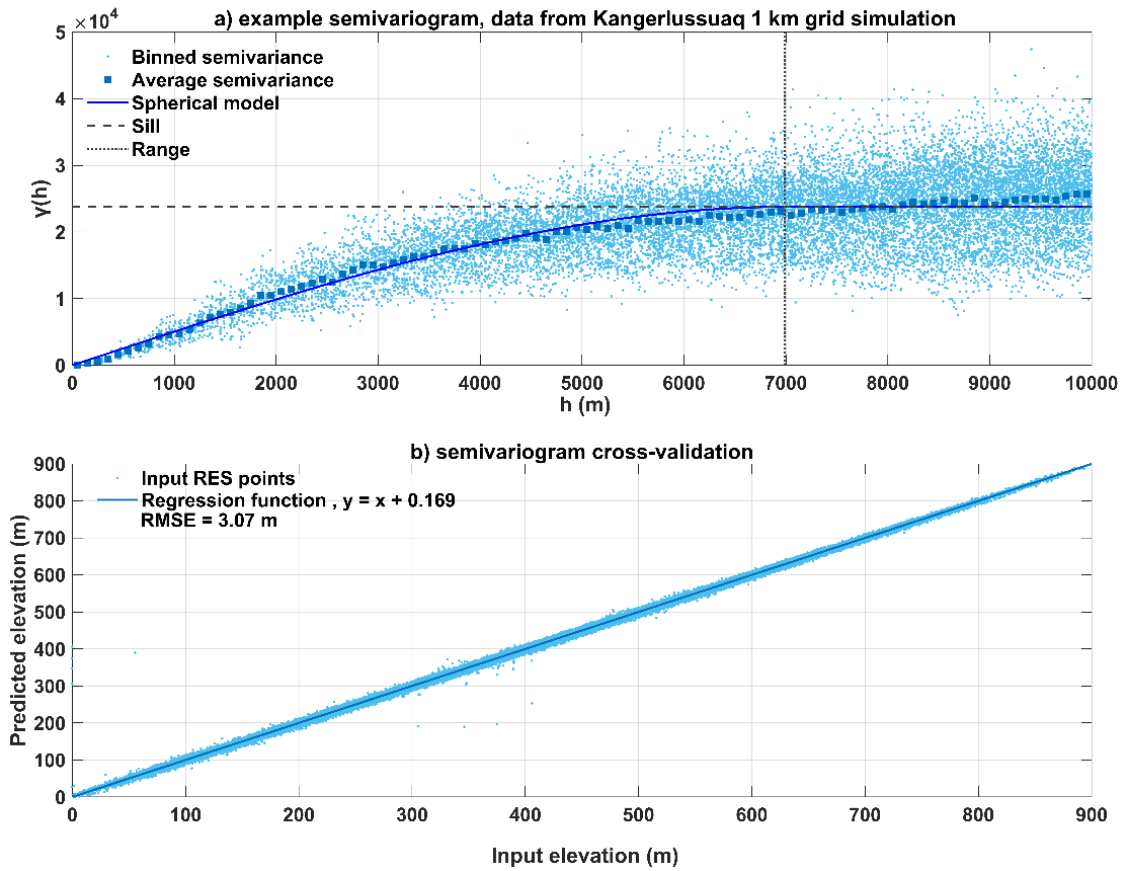 a) example semivariogram, data from Kangerlussuaq 1 km grid simulation
×10⁴
5
4
3
2
1
0
γ(h)
Binned semivariance
Average semivariance
Spherical model
Sill
Range
0 1000 2000 3000 4000 5000 6000 7000 8000 9000 10000
h (m)
b) semivariogram cross-validation
900
800
700
600
500
400
300
200
100
0
Predicted elevation (m)
Input RES points
Regression function , y = x + 0.169
RMSE = 3.07 m
0 100 200 300 400 500 600 700 800 900
Input elevation (m)